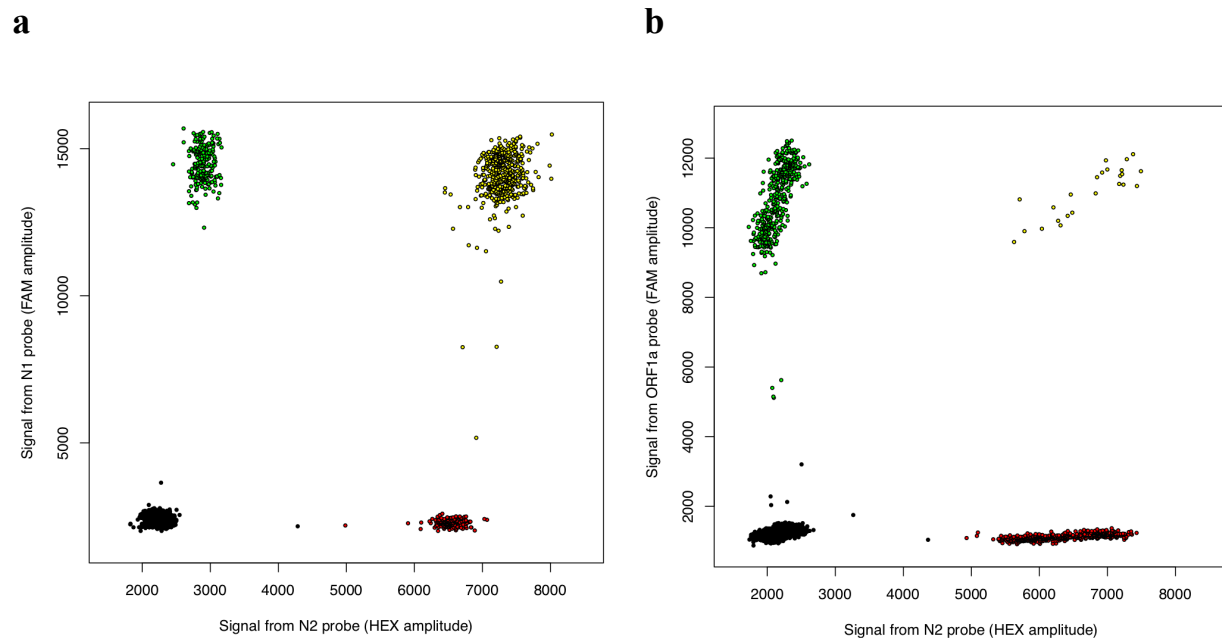 a
15000
10000
5000
Signal from N1 probe (FAM amplitude)
2000 3000 4000 5000 6000 7000 8000
Signal from N2 probe (HEX amplitude)
b
12000
10000
8000
6000
4000
2000
Signal from ORF1a probe (FAM amplitude)
2000 3000 4000 5000 6000 7000 8000
Signal from N2 probe (HEX amplitude)